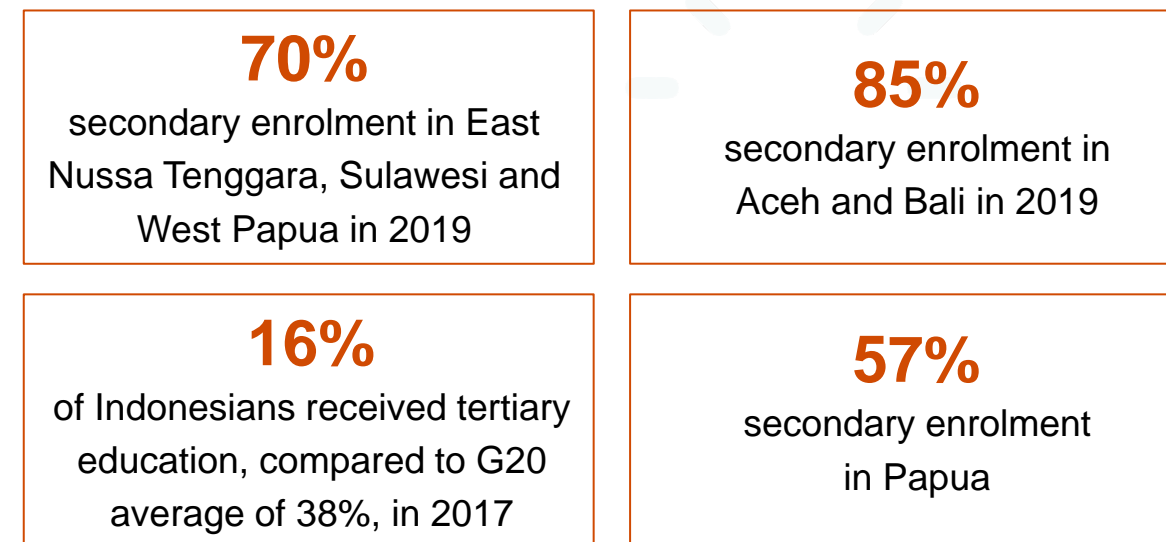 70%
secondary enrolment in East
Nussa Tenggara, Sulawesi and
West Papua in 2019
85%
secondary enrolment in
Aceh and Bali in 2019
16%
of Indonesians received tertiary
education, compared to G20
average of 38%, in 2017
57%
secondary enrolment
in Papua